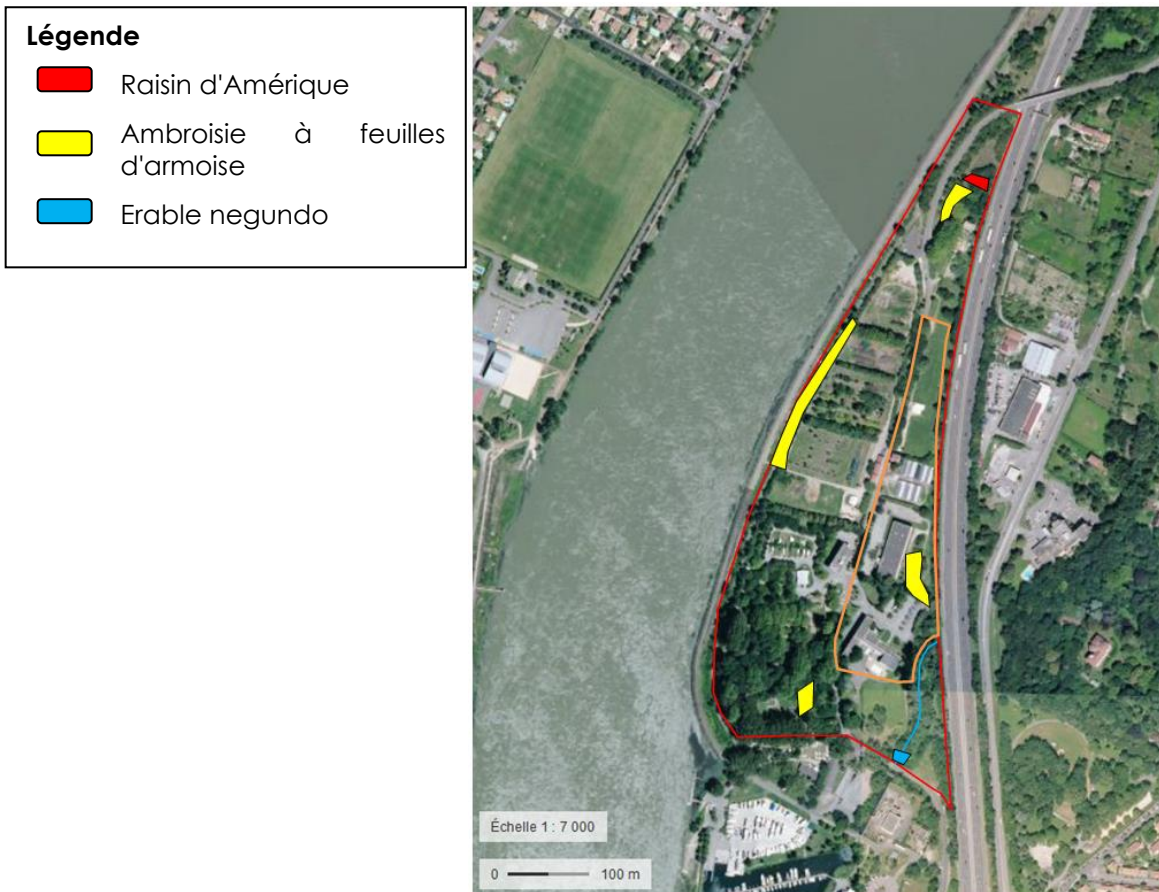 Légende
Raisin d'Amérique
Ambroisie à feuilles
d'armoise
Erable negundo
Échelle 1 : 7 000
0 100 m